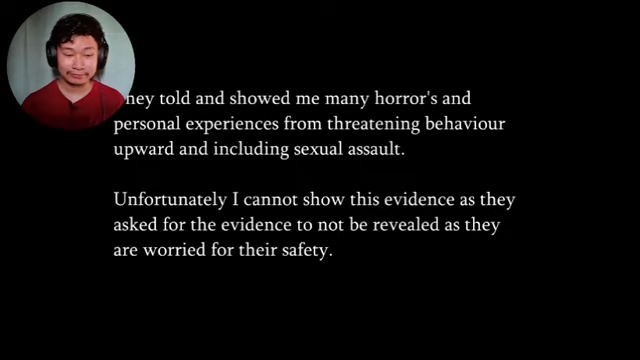 hey told and showed me many horror's and
personal experiences from threatening behaviour
upward and including sexual assault.
Unfortunately I cannot show this evidence as they
asked for the evidence to not be revealed as they
are worried for their safety.